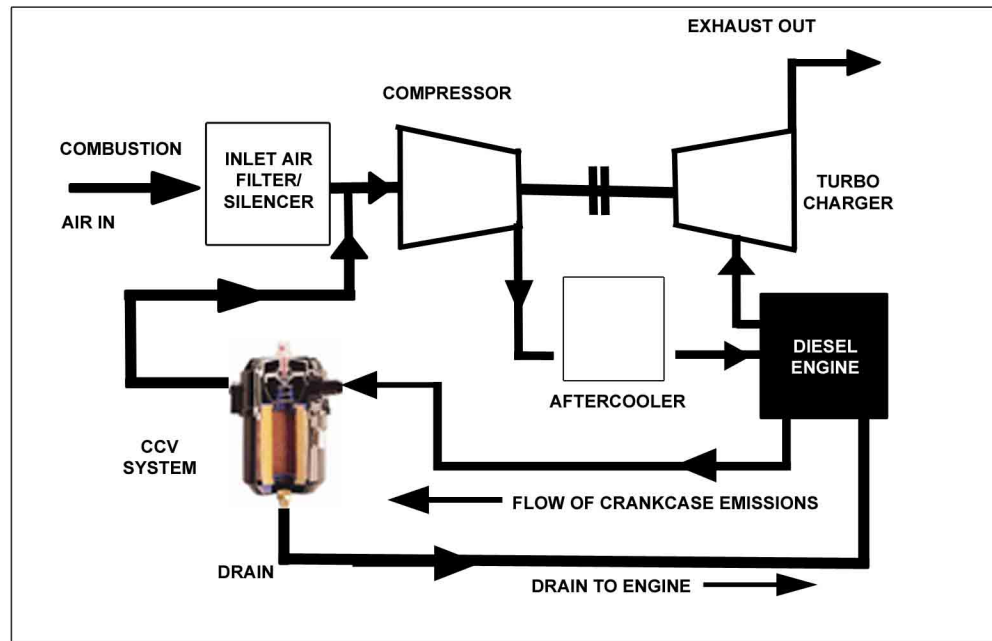 EXHAUST OUT
COMPRESSOR
COMBUSTION
AIR IN
INLET AIR
FILTER/
SILENCER
TURBO
CHARGER
DIESEL
ENGINE
AFTERCOOLER
CCV
SYSTEM
FLOW OF CRANKCASE EMISSIONS
DRAIN
DRAIN TO ENGINE